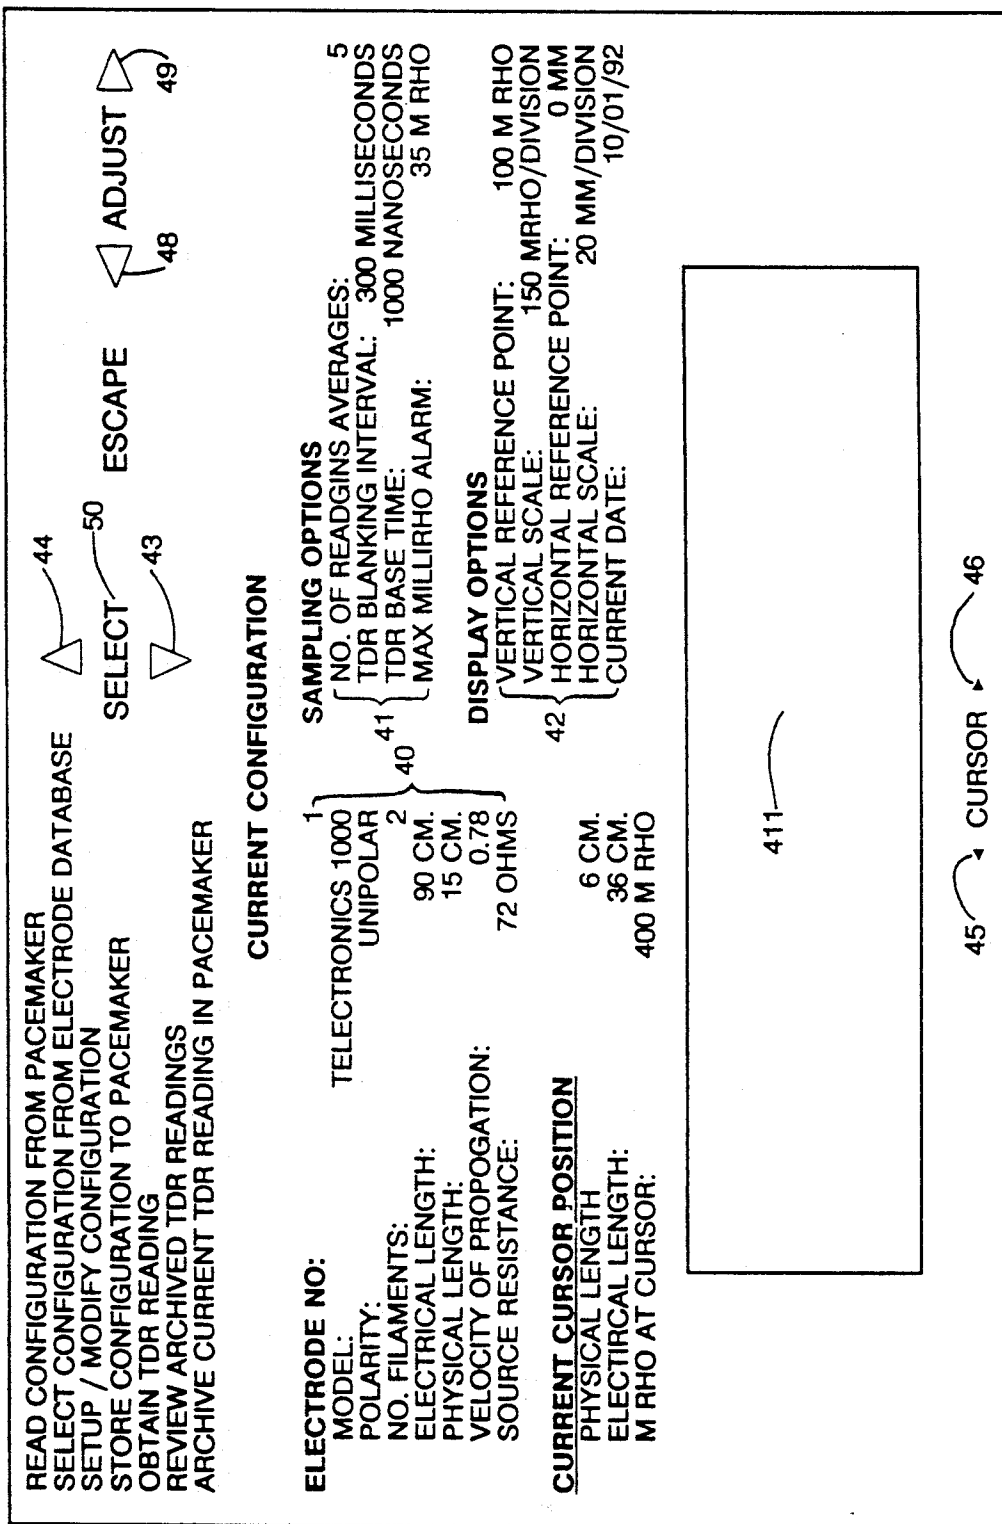 READ CONFIGURATION FROM PACEMAKER
SELECT CONFIGURATION FROM ELECTRODE DATABASE
SETUP / MODIFY CONFIGURATION
STORE CONFIGURATION TO PACEMAKER
OBTAIN TDR READING
REVIEW ARCHIVED TDR READINGS
ARCHIVE CURRENT TDR READING IN PACEMAKER
44
SELECT 50
43
ESCAPE
ADJUST
48
49
CURRENT CONFIGURATION
ELECTRODE NO: 1
MODEL: TELECTRONICS 1000
POLARITY: UNIPOLAR
NO. FILAMENTS: 2
ELECTRICAL LENGTH: 90 CM.
PHYSICAL LENGTH: 15 CM.
VELOCITY OF PROPOGATION: 0.78
SOURCE RESISTANCE: 72 OHMS
40
SAMPLING OPTIONS
NO. OF READGINS AVERAGES: 5
TDR BLANKING INTERVAL: 300 MILLISECONDS
TDR BASE TIME: 1000 NANOSECONDS
MAX MILLIRHO ALARM: 35 M RHO
41
DISPLAY OPTIONS
VERTICAL REFERENCE POINT: 100 M RHO
VERTICAL SCALE: 150 MRHO/DIVISION
HORIZONTAL REFERENCE POINT: 0 MM
HORIZONTAL SCALE: 20 MM/DIVISION
CURRENT DATE: 10/01/92
42
CURRENT CURSOR POSITION
PHYSICAL LENGTH 6 CM.
ELECTIRCAL LENGTH: 36 CM.
M RHO AT CURSOR: 400 M RHO
411
45 CURSOR 46